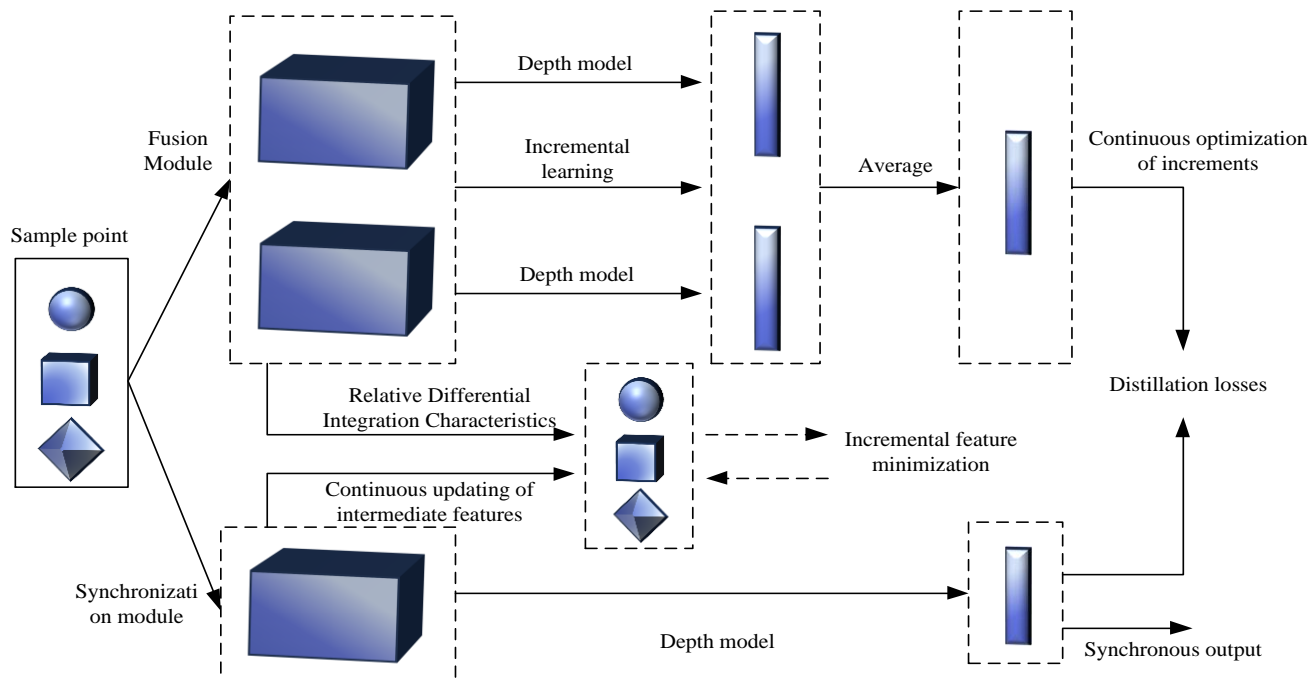 Depth model
Fusion
Module
Incremental
learning
Average
Continuous optimization
of increments
Sample point
Depth model
Relative Differential
Integration Characteristics
Distillation losses
Incremental feature
minimization
Continuous updating of
intermediate features
Synchronizati
on module
Depth model
Synchronous output